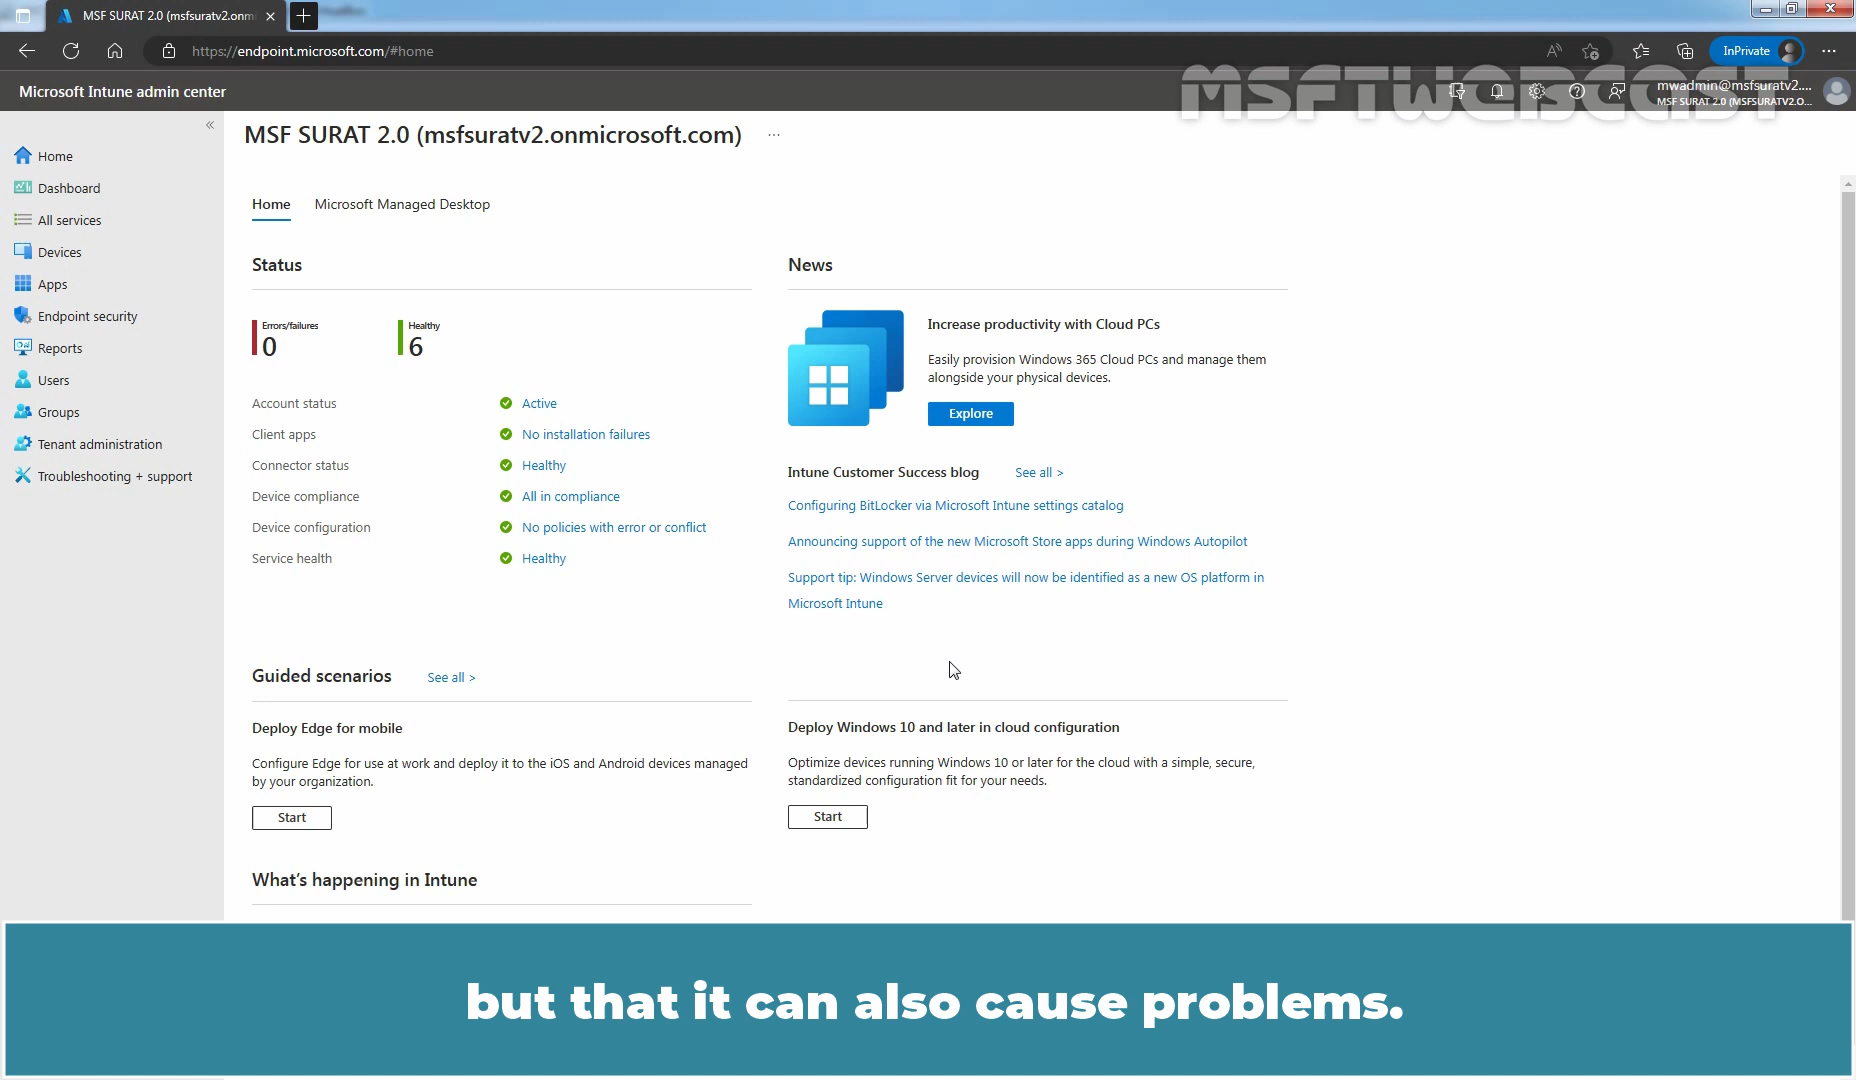 MSF SURAT 2.0 (msfsuratv2.onmi
https://endpoint.microsoft.com/#home
InPrivate
MSFTWEBCAST
Microsoft Intune admin center
mwadmin@msfsuratv2....
MSF SURAT 2.0 (MSFSURATV2.O...
MSF SURAT 2.0 (msfsuratv2.onmicrosoft.com)
Home
Dashboard
All services
Devices
Apps
Endpoint security
Reports
Users
Groups
Tenant administration
Troubleshooting + support
Home
Microsoft Managed Desktop
Status
Errors/failures
0
Healthy
6
Account status
Active
Client apps
No installation failures
Connector status
Healthy
Device compliance
All in compliance
Device configuration
No policies with error or conflict
Service health
Healthy
News
Increase productivity with Cloud PCs
Easily provision Windows 365 Cloud PCs and manage them
alongside your physical devices.
Explore
Intune Customer Success blog
See all >
Configuring BitLocker via Microsoft Intune settings catalog
Announcing support of the new Microsoft Store apps during Windows Autopilot
Support tip: Windows Server devices will now be identified as a new OS platform in
Microsoft Intune
Guided scenarios
See all >
Deploy Edge for mobile
Configure Edge for use at work and deploy it to the iOS and Android devices managed
by your organization.
Start
Deploy Windows 10 and later in cloud configuration
Optimize devices running Windows 10 or later for the cloud with a simple, secure,
standardized configuration fit for your needs.
Start
What's happening in Intune
but that it can also cause problems.